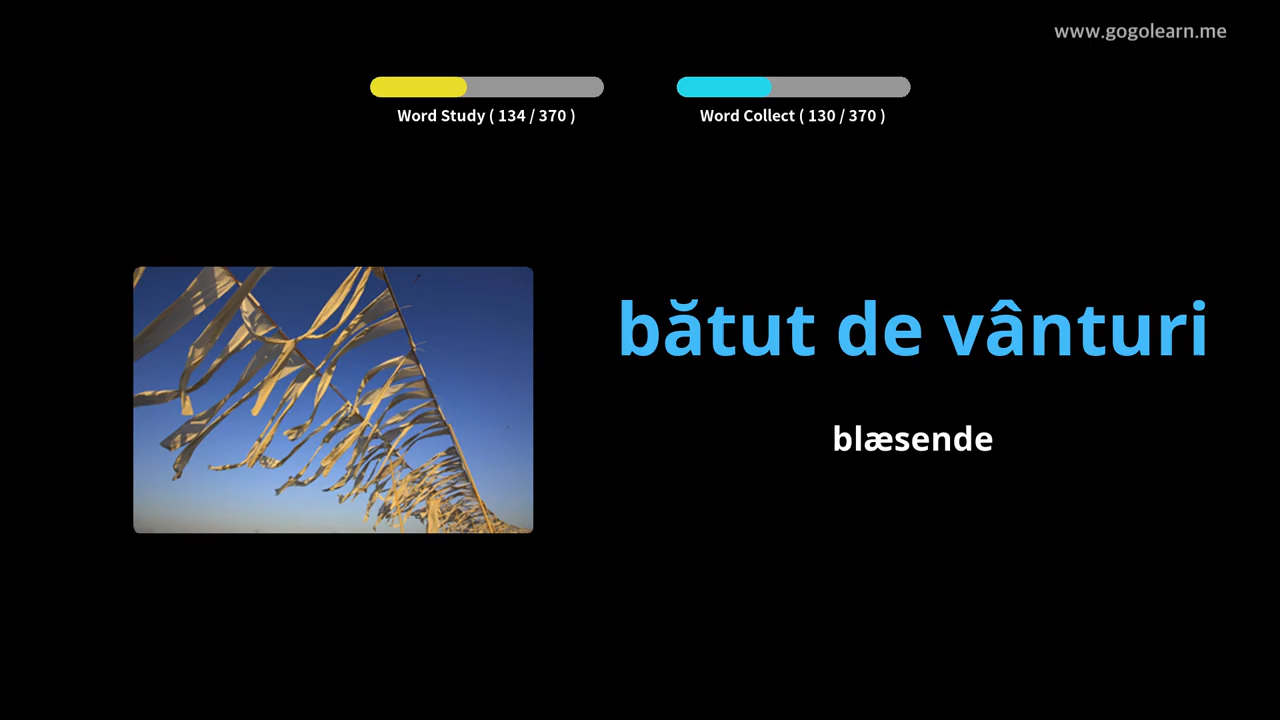 www.gogolearn.me
Word Study ( 134 / 370 )
Word Collect ( 130 / 370 )
bătut de vânturi
blæsende